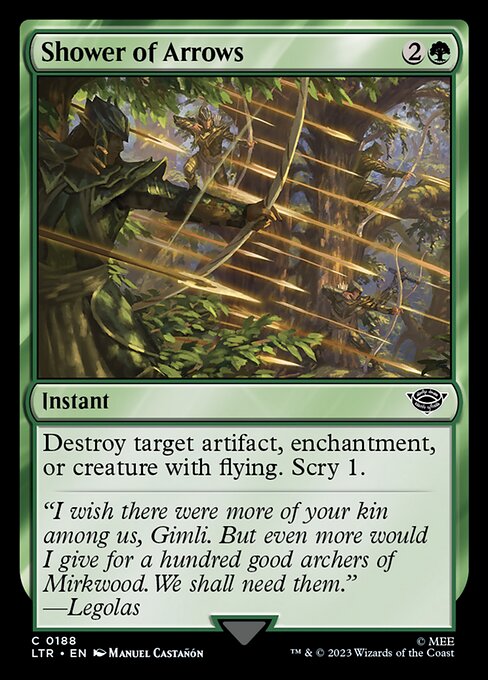 Shower of Arrows 2
Instant
Destroy target artifact, enchantment,
or creature with flying. Scry 1.
“I wish there were more of your kin
among us, Gimli. But even more would
I give for a hundred good archers of
Mirkwood. We shall need them.”
—Legolas
C 0188
LTR • EN Manuel Castañón
© MEE
™ & © 2023 Wizards of the Coast